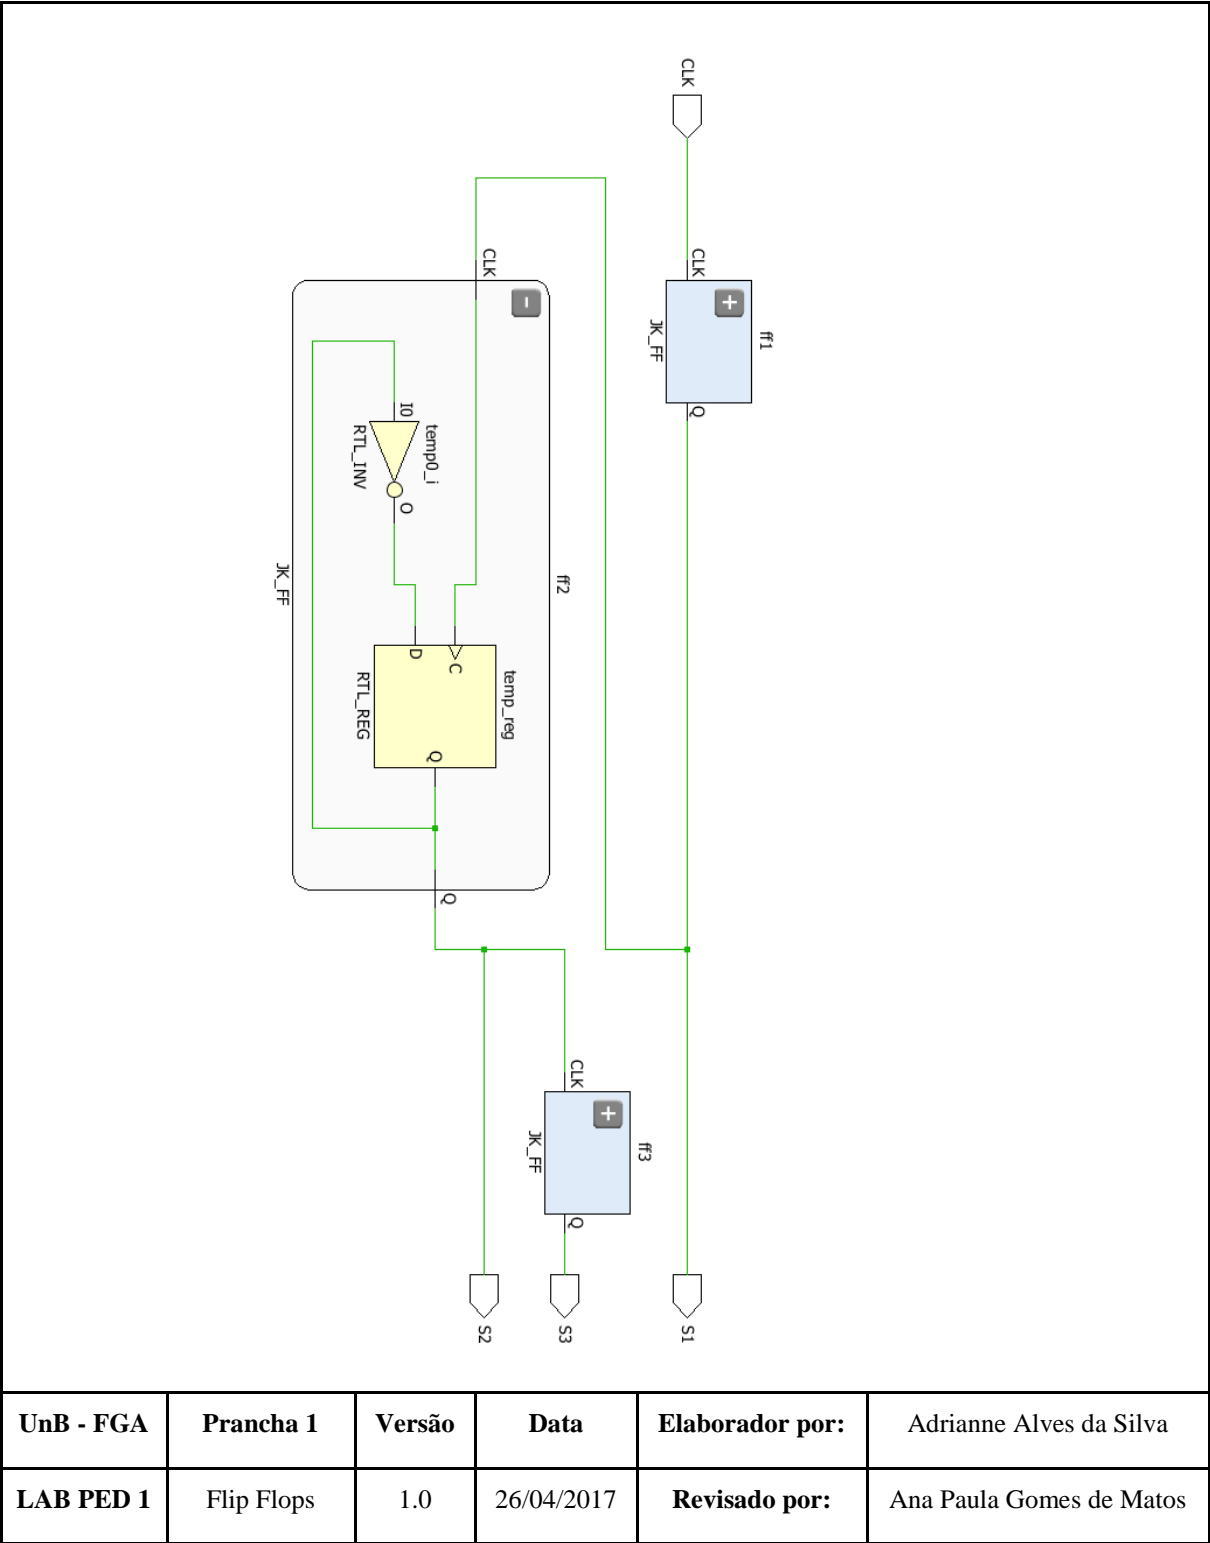 CLK
CLK
+
ff1
JK_FF
Q
CLK
-
I0
temp0_i
RTL_INV
O
ff2
JK_FF
D
C
temp_reg
RTL_REG
Q
Q
CLK
+
ff3
JK_FF
Q
S2
S3
S1
UnB - FGA Prancha 1 Versão Data Elaborador por: Adrianne Alves da Silva
LAB PED 1 Flip Flops 1.0 26/04/2017 Revisado por: Ana Paula Gomes de Matos